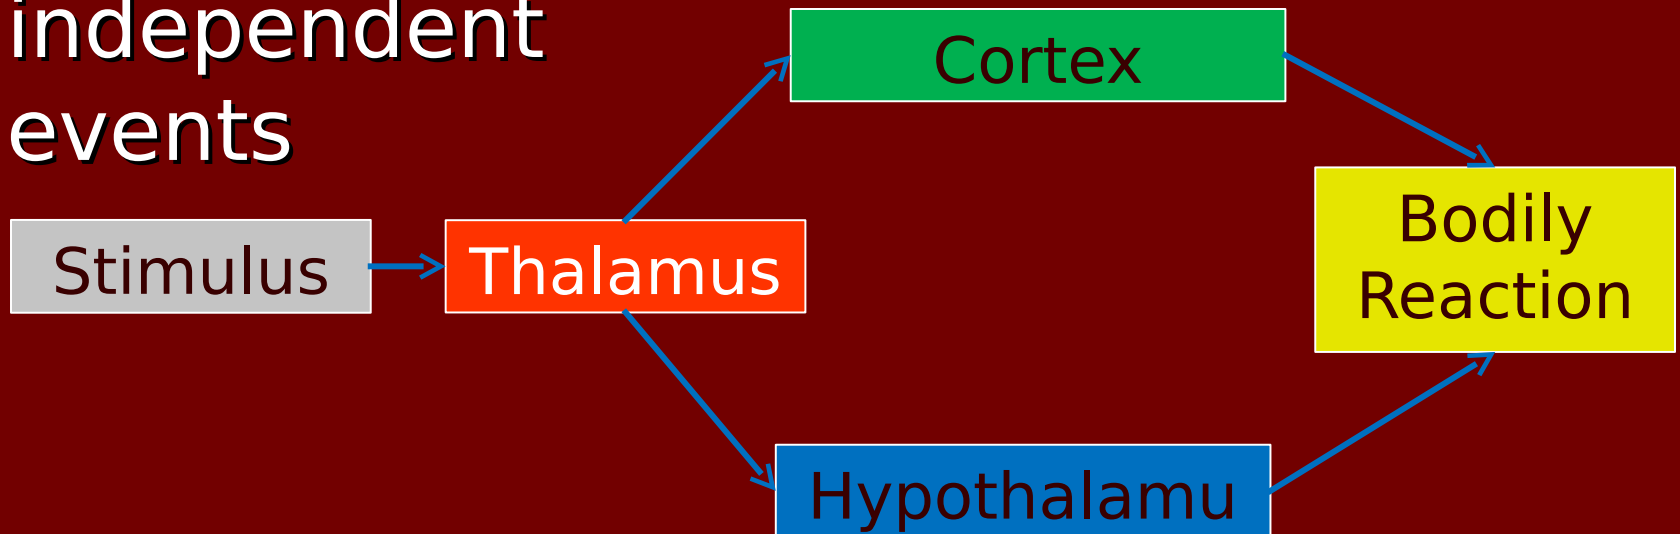 independent
events
Cortex
Bodily
Reaction
Stimulus
Thalamus
Hypothalamu